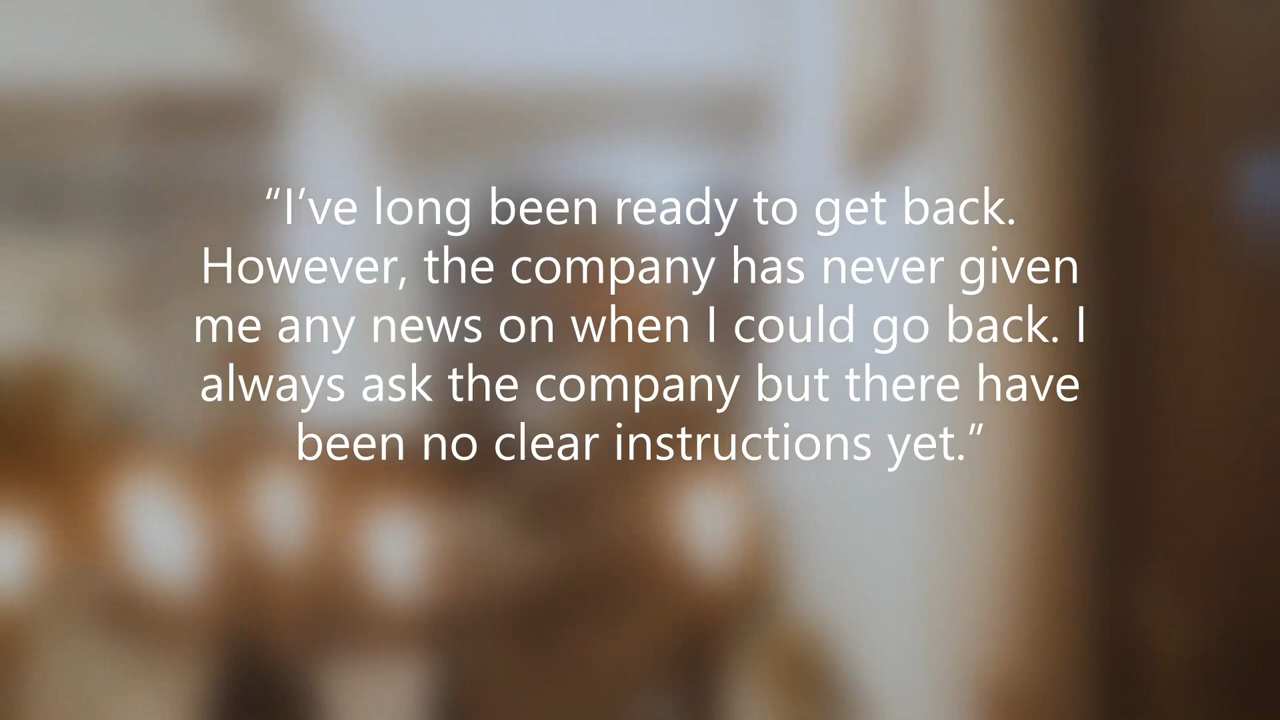 “I’ve long been ready to get back.
However, the company has never given
me any news on when I could go back. I
always ask the company but there have
been no clear instructions yet.”